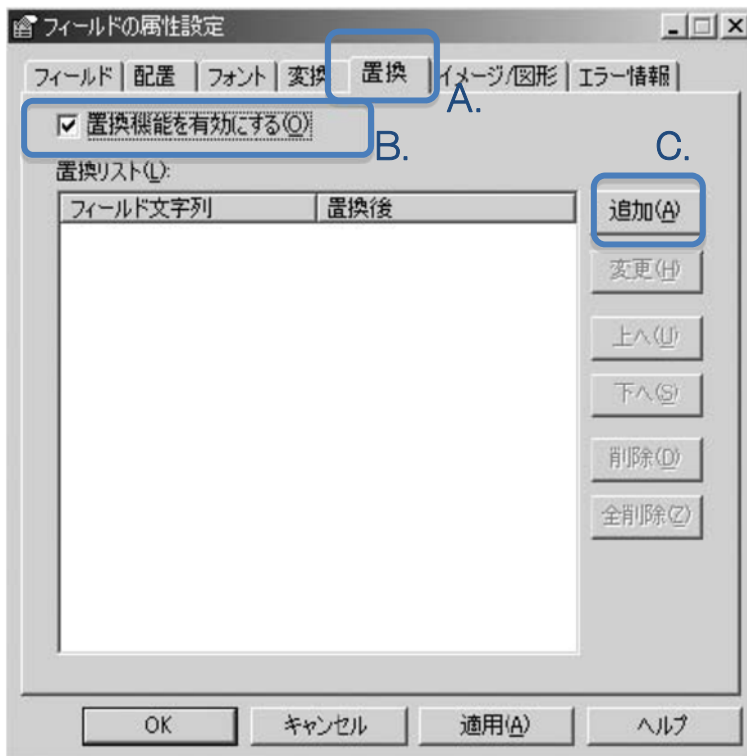 フィールドの属性設定
フィールド 配置 フォント 変換 置換 イメージ/図形 エラー情報
A.
置換機能を有効にする(O)
B.
C.
置換リスト(L):
フィールド文字列 置換後
追加(A)
変更(H)
上へ(U)
下へ(S)
削除(D)
全削除(Z)
OK キャンセル 適用(A) ヘルプ